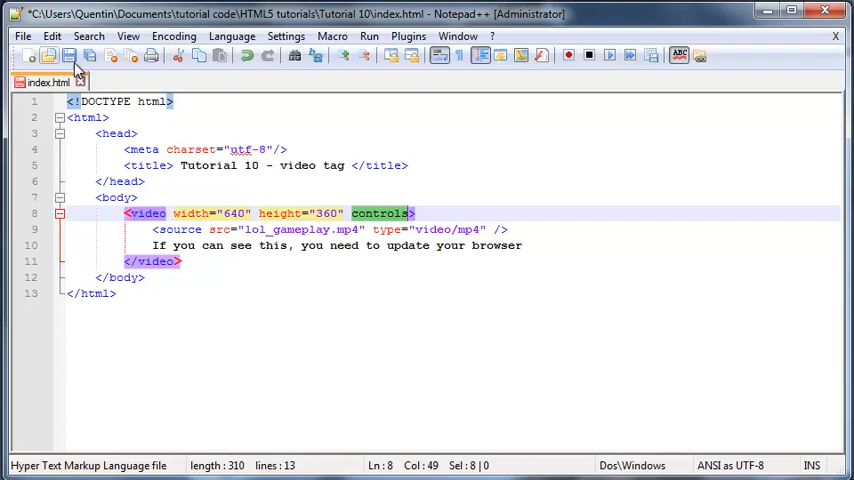 *C:\Users\Quentin\Documents\tutorial code\HTML5 tutorials\Tutorial 10\index.html - Notepad++ [Administrator]
File Edit Search View Encoding Language Settings Macro Run Plugins Window ? X
ABC
index.html
1 <!DOCTYPE html>
2 <html>
3 <head>
4 <meta charset="utf-8"/>
5 <title> Tutorial 10 - video tag </title>
6 </head>
7 <body>
8 <video width="640" height="360" controls>
9 <source src="lol_gameplay.mp4" type="video/mp4" />
10 If you can see this, you need to update your browser
11 </video>
12 </body>
13 </html>
Hyper Text Markup Language file length : 310 lines : 13 Ln : 8 Col : 49 Sel : 8 | 0 Dos\Windows ANSI as UTF-8 INS